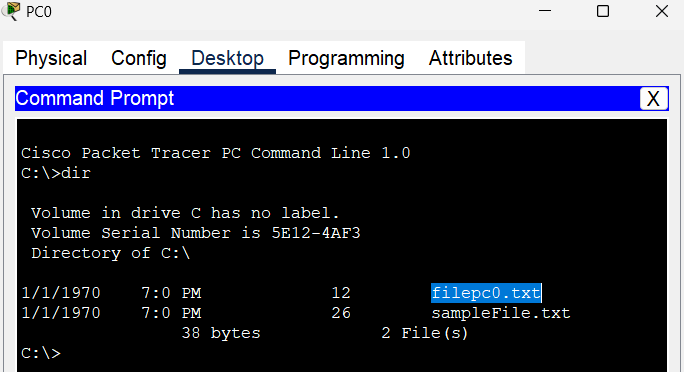 PC0
Physical Config Desktop Programming Attributes
Command Prompt X
Cisco Packet Tracer PC Command Line 1.0
C:\>dir
Volume in drive C has no label.
Volume Serial Number is 5E12-4AF3
Directory of C:\
1/1/1970 7:0 PM 12 filepc0.txt
1/1/1970 7:0 PM 26 sampleFile.txt
38 bytes 2 File(s)
C:\>